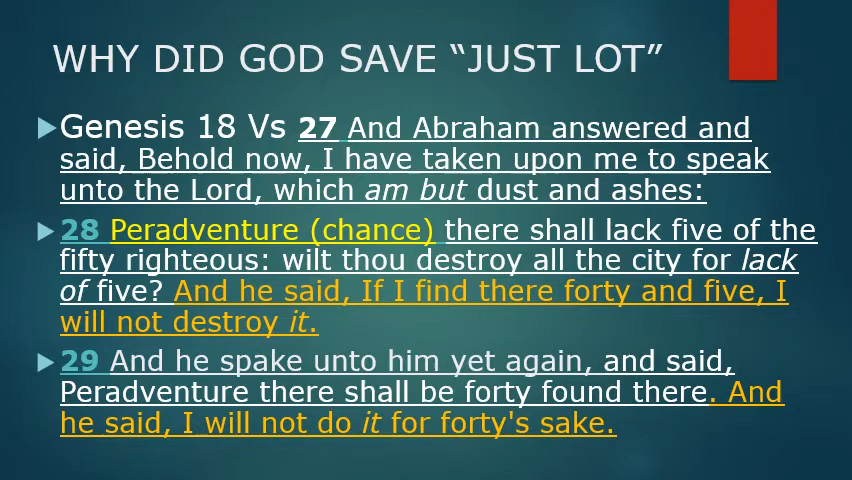 WHY DID GOD SAVE “JUST LOT”
Genesis 18 Vs 27 And Abraham answered and
said, Behold now, I have taken upon me to speak
unto the Lord, which am but dust and ashes:
28 Peradventure (chance) there shall lack five of the
fifty righteous: wilt thou destroy all the city for lack
of five? And he said, If I find there forty and five, I
will not destroy it.
29 And he spake unto him yet again, and said,
Peradventure there shall be forty found there. And
he said, I will not do it for forty's sake.